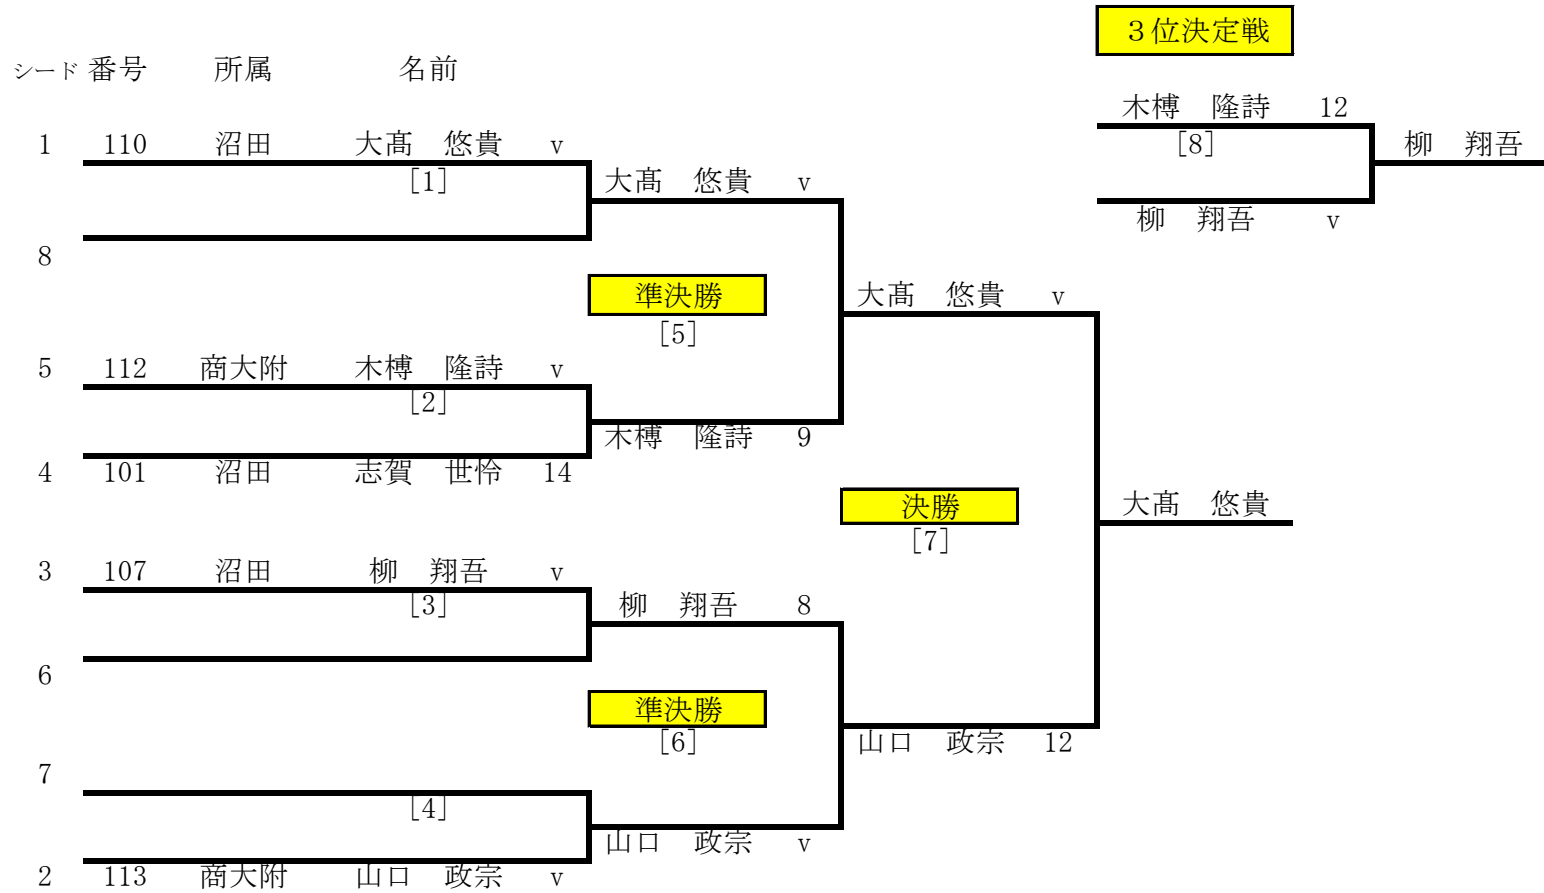 ３位決定戦
シード 番号 所属 名前
木榑 隆詩 12
1 110 沼田 大髙 悠貴 v
[8]
柳 翔吾
[1]
大髙 悠貴 v
柳 翔吾 v
8
準決勝
大髙 悠貴 v
[5]
5 112 商大附 木榑 隆詩 v
[2]
木榑 隆詩 9
4 101 沼田 志賀 世怜 14
決勝
大髙 悠貴
[7]
3 107 沼田 柳 翔吾 v
[3]
柳 翔吾 8
6
準決勝
[6]
山口 政宗 12
7
[4]
山口 政宗 v
2 113 商大附 山口 政宗 v